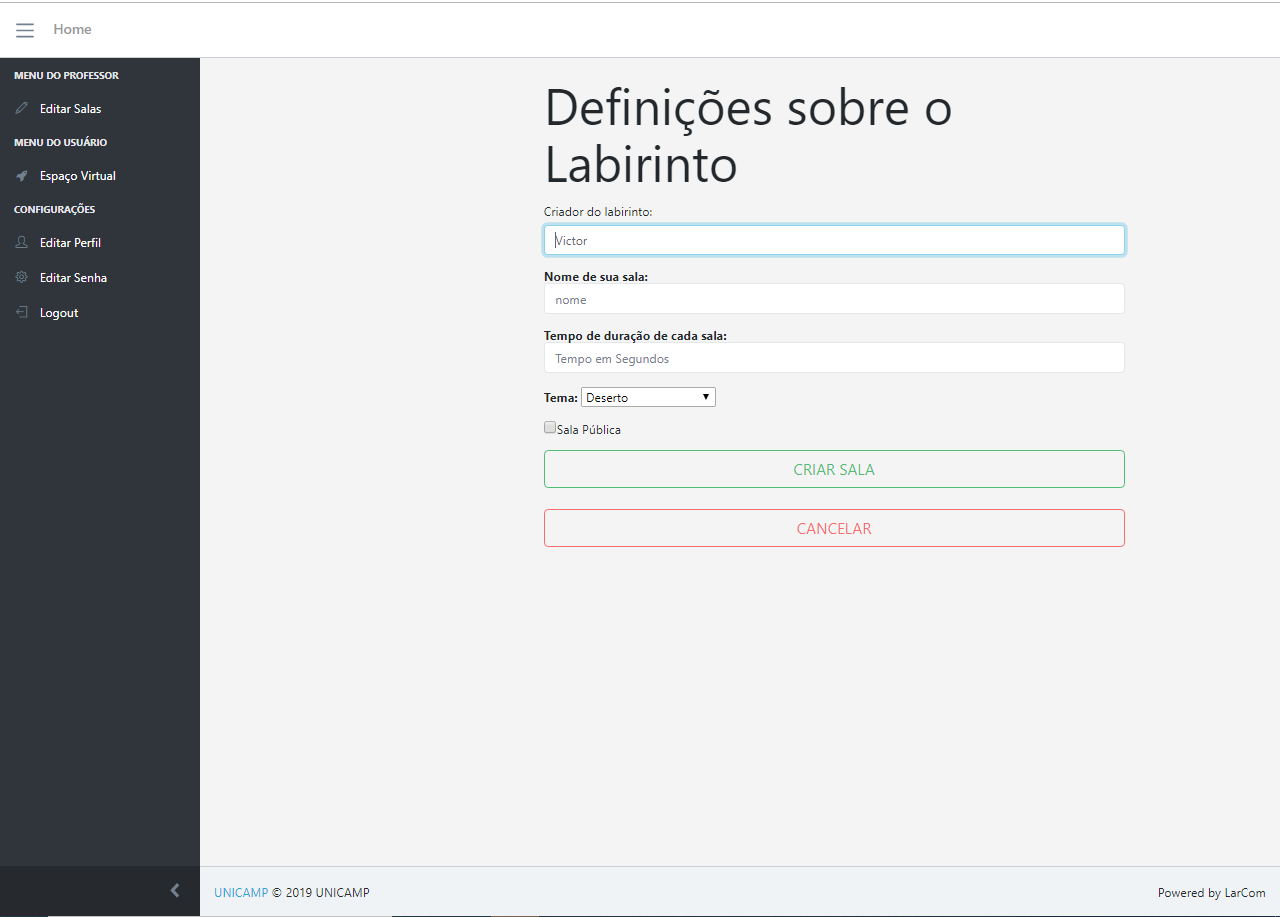 Home
MENU DO PROFESSOR
Editar Salas
MENU DO USUÁRIO
Espaço Virtual
CONFIGURAÇÕES
Editar Perfil
Editar Senha
Logout
Definições sobre o
Labirinto
Criador do labirinto:
Victor
Nome de sua sala:
nome
Tempo de duração de cada sala:
Tempo em Segundos
Tema: Deserto
Sala Pública
CRIAR SALA
CANCELAR
UNICAMP © 2019 UNICAMP
Powered by LarCom